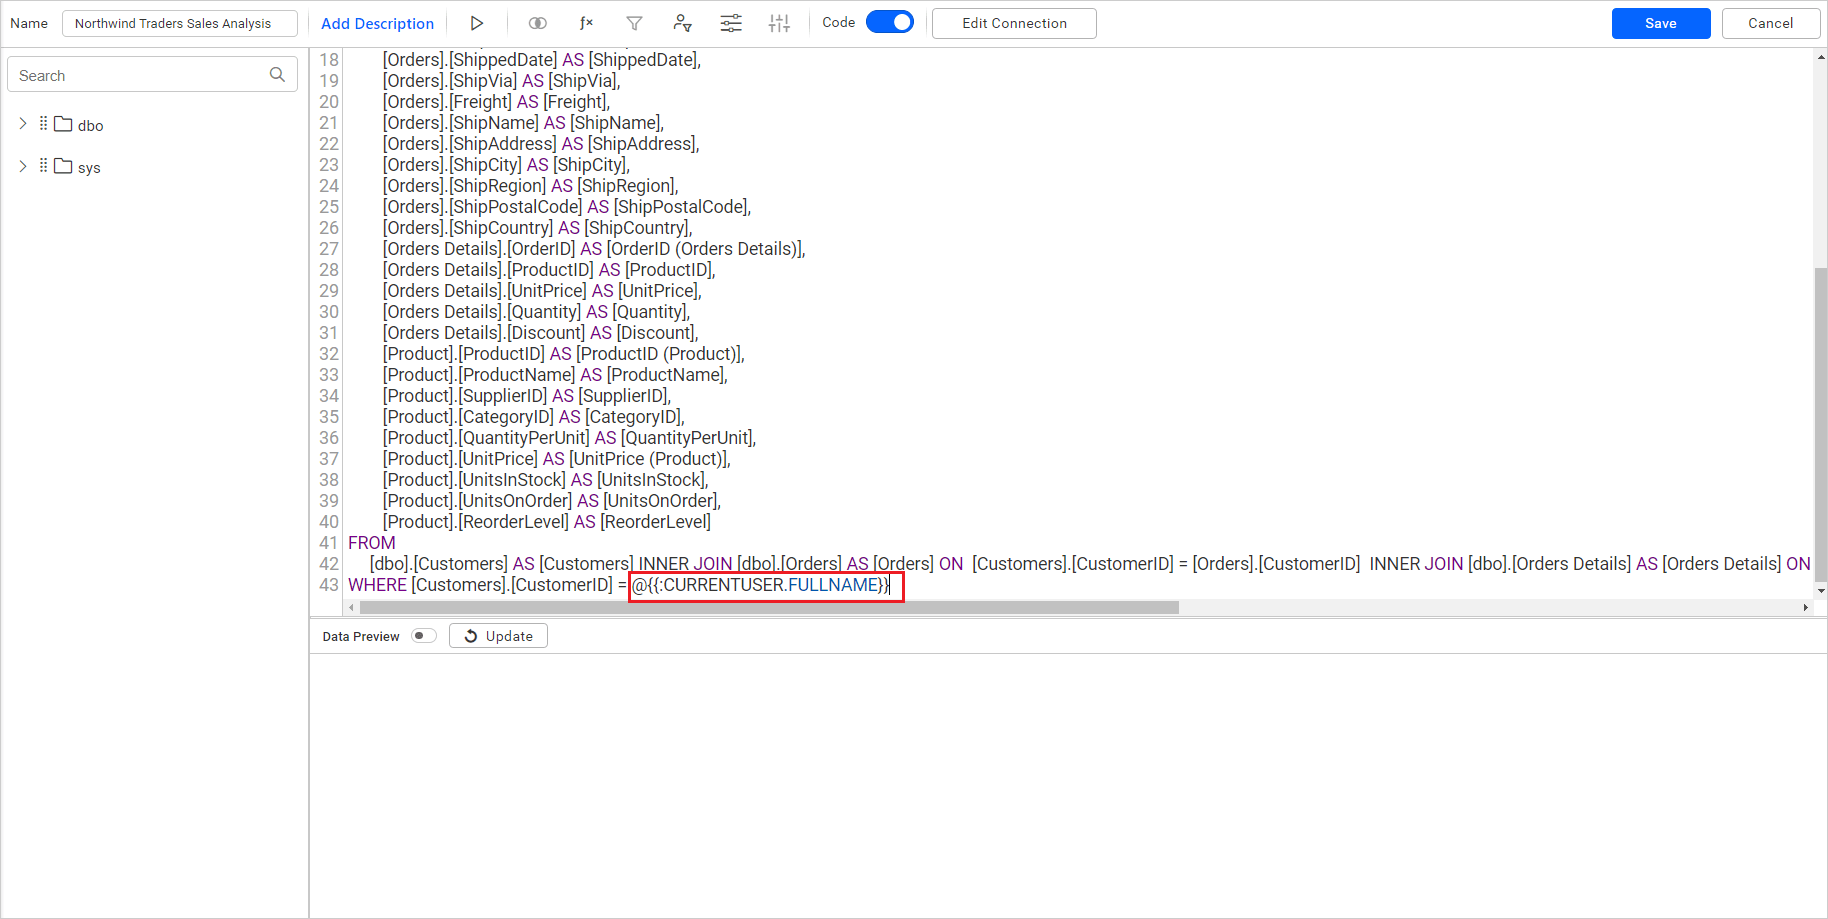 Name
Northwind Traders Sales Analysis
Add Description
ƒx
Code
Edit Connection
Save
Cancel
Search
dbo
sys
18 [Orders].[ShippedDate] AS [ShippedDate],
19 [Orders].[ShipVia] AS [ShipVia],
20 [Orders].[Freight] AS [Freight],
21 [Orders].[ShipName] AS [ShipName],
22 [Orders].[ShipAddress] AS [ShipAddress],
23 [Orders].[ShipCity] AS [ShipCity],
24 [Orders].[ShipRegion] AS [ShipRegion],
25 [Orders].[ShipPostalCode] AS [ShipPostalCode],
26 [Orders].[ShipCountry] AS [ShipCountry],
27 [Orders Details].[OrderID] AS [OrderID (Orders Details)],
28 [Orders Details].[ProductID] AS [ProductID],
29 [Orders Details].[UnitPrice] AS [UnitPrice],
30 [Orders Details].[Quantity] AS [Quantity],
31 [Orders Details].[Discount] AS [Discount],
32 [Product].[ProductID] AS [ProductID (Product)],
33 [Product].[ProductName] AS [ProductName],
34 [Product].[SupplierID] AS [SupplierID],
35 [Product].[CategoryID] AS [CategoryID],
36 [Product].[QuantityPerUnit] AS [QuantityPerUnit],
37 [Product].[UnitPrice] AS [UnitPrice (Product)],
38 [Product].[UnitsInStock] AS [UnitsInStock],
39 [Product].[UnitsOnOrder] AS [UnitsOnOrder],
40 [Product].[ReorderLevel] AS [ReorderLevel]
41 FROM
42 [dbo].[Customers] AS [Customers] INNER JOIN [dbo].[Orders] AS [Orders] ON [Customers].[CustomerID] = [Orders].[CustomerID] INNER JOIN [dbo].[Orders Details] AS [Orders Details] ON
43 WHERE [Customers].[CustomerID] = @{{:CURRENTUSER.FULLNAME}}
Data Preview
Update